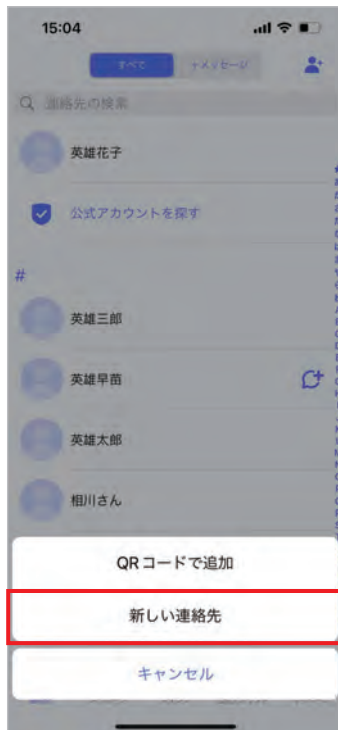 15:04
すべて
+メッセージ
連絡先の検索
英雄花子
公式アカウントを探す
#
英雄三郎
英雄早苗
英雄太郎
相川さん
QRコードで追加
新しい連絡先
キャンセル